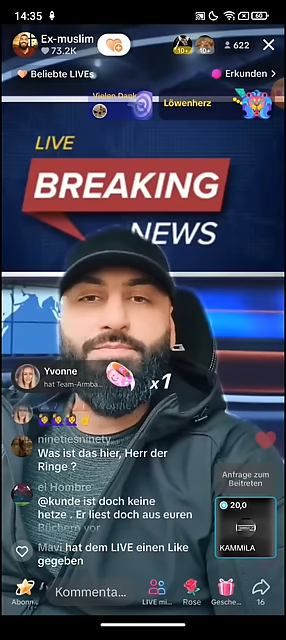 14:35
60
Ex-muslim
73.2K
10+
622
Beliebte LIVEs
Erkunden >
Vielen Dank
Löwenherz
LIVE
BREAKING
NEWS
Yvonne
hat Team-Armba...
x1
ninetiesninety...
Was ist das hier, Herr der
Ringe ?
el Hombre
@kunde ist doch keine
hetze . Er liest doch aus euren
Büchern vor
Mavi hat dem LIVE einen Like
gegeben
Anfrage zum
Beitreten
20,0
KAMMILA
Kommenta...
Abonn...
LIVE mi...
Rose
Gesche...
16